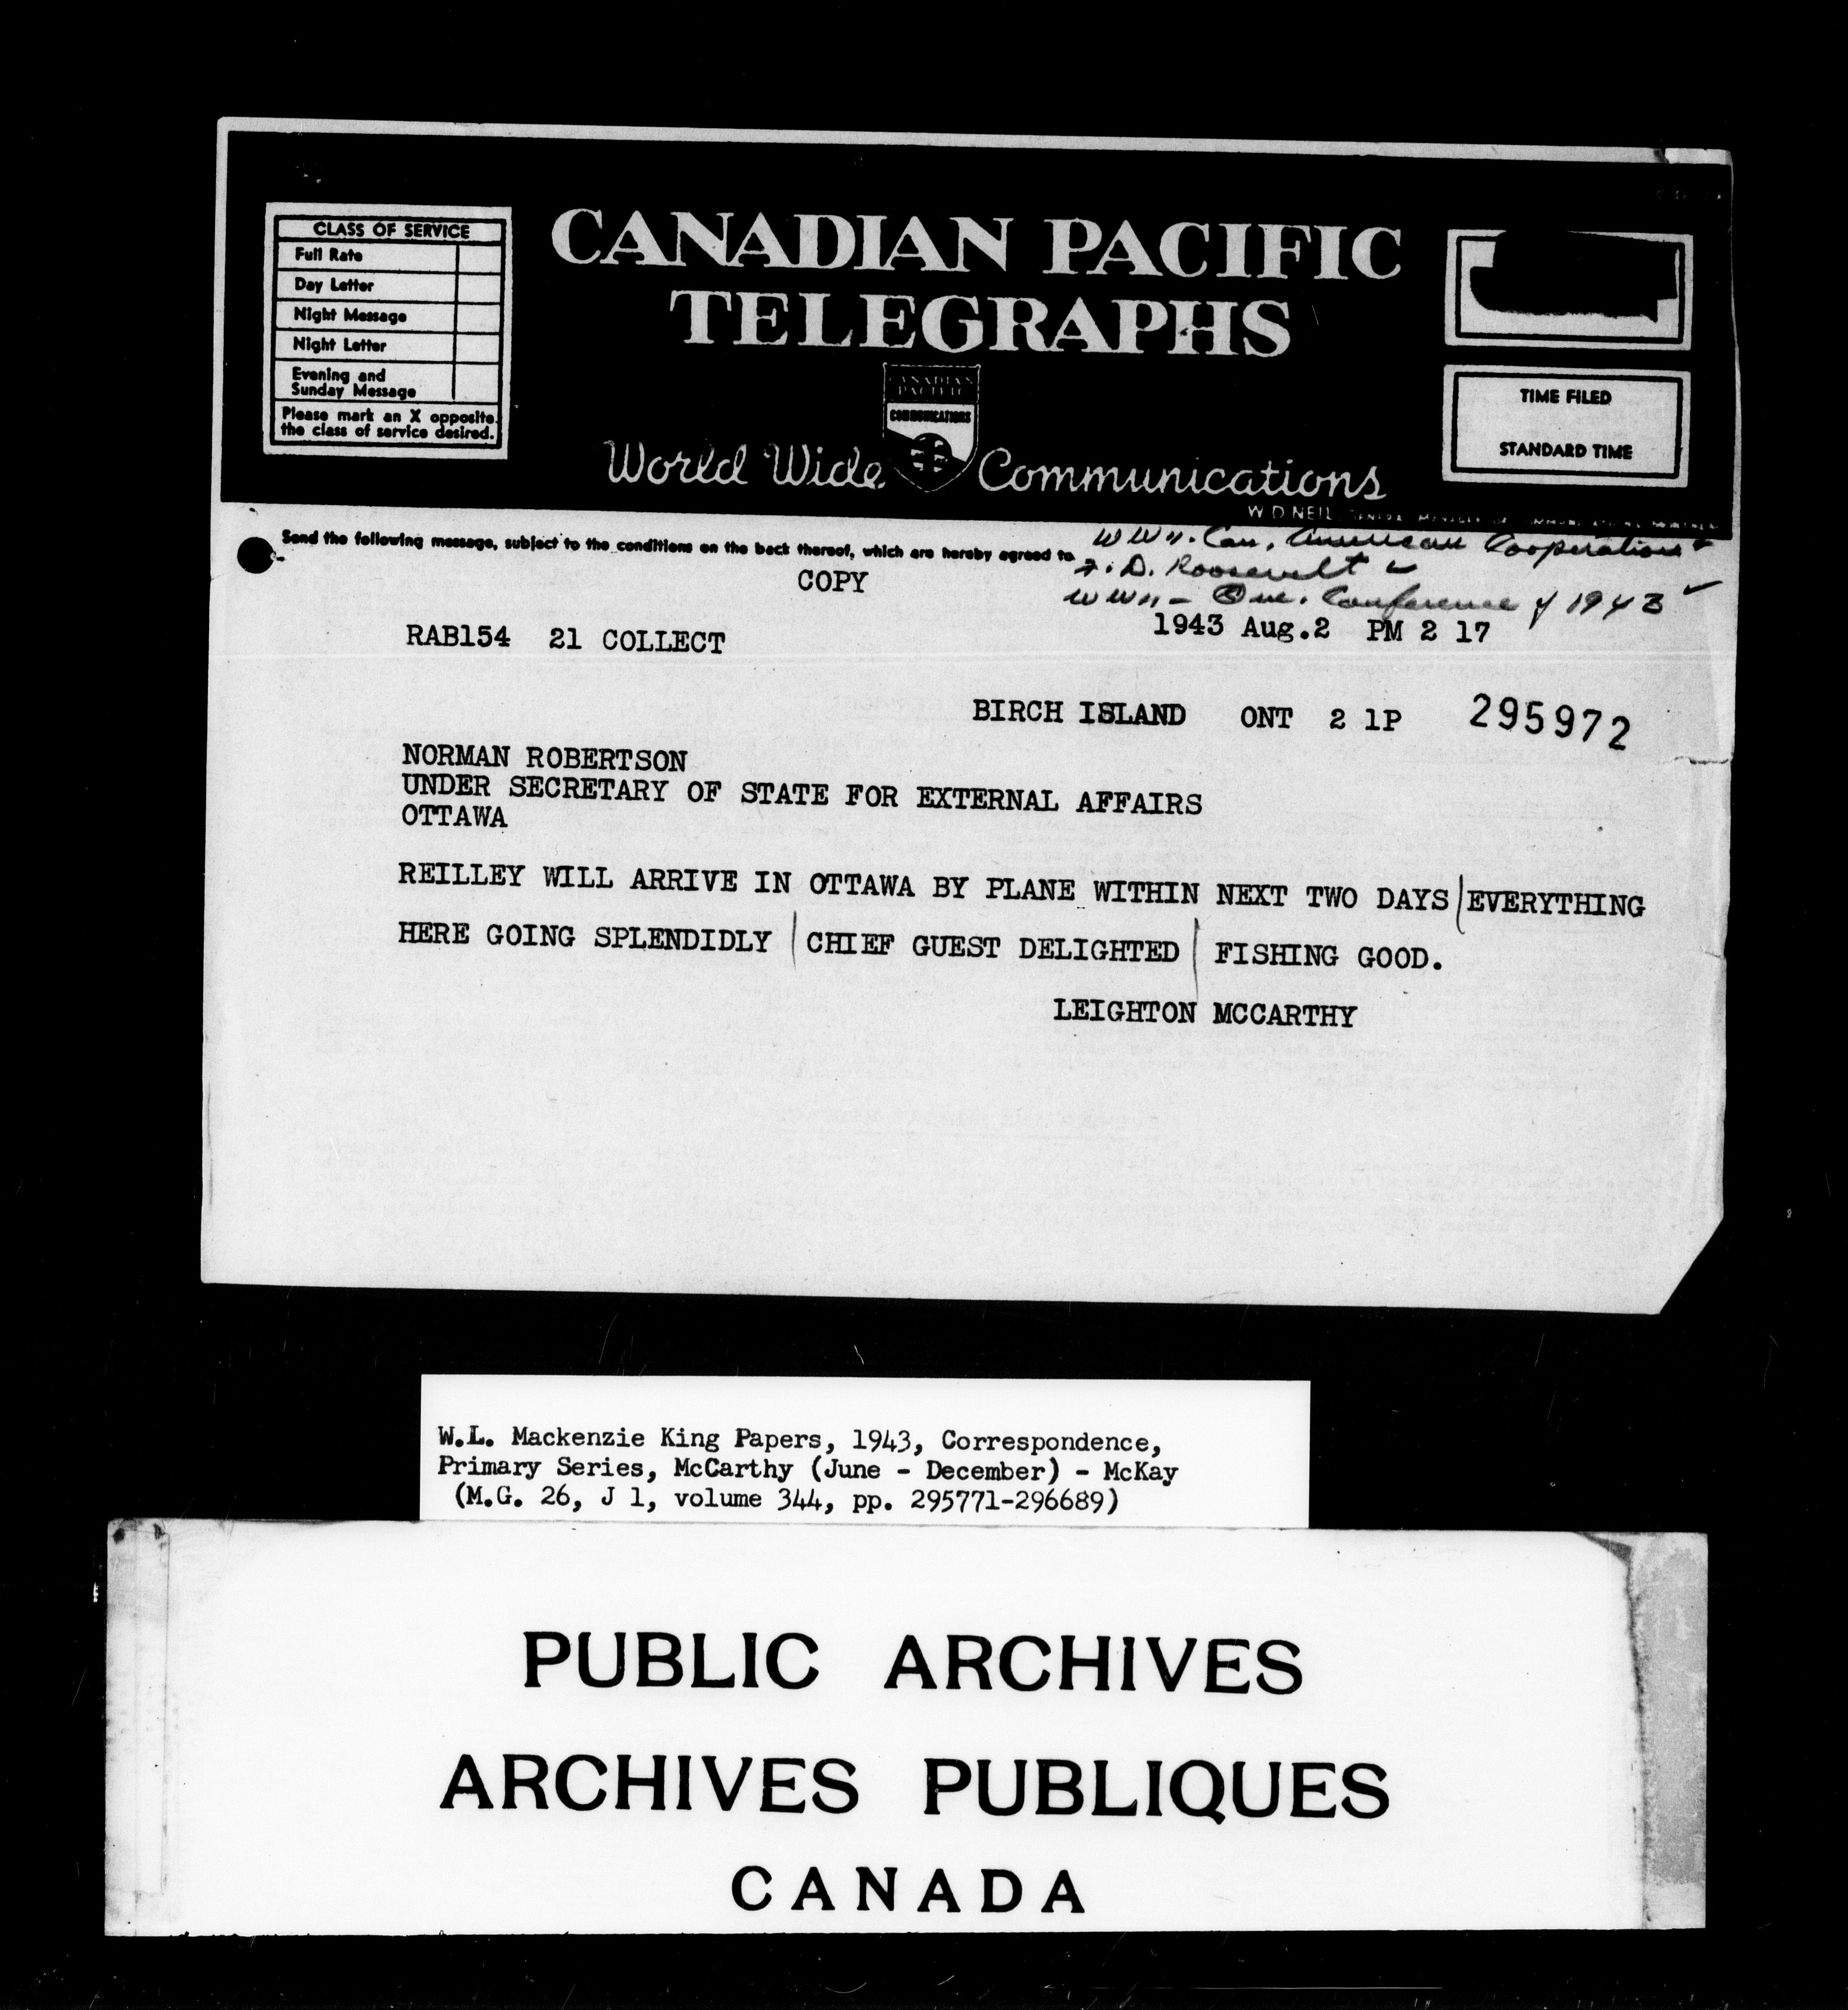 CANADIAN PACIFIC
TELEGRAPHS
CLASS OF SERVICE
Full Rate
Day Letter
Night Message
Night Letter
Evening and
Sunday Message
Please mark an X opposite
the class of service desired.
CANADIAN
PACIFIC
COMMUNICATIONS
World Wide Communications
TIME FILED
STANDARD TIME
W. D. NEIL
Send the following message, subject to the conditions on the back thereof, which are hereby agreed to
WW11. Can. American Cooperation
F. D. Roosevelt
WW11 - Que. Conference of 1943
COPY
RAB154 21 COLLECT
1943 Aug.2 PM 2 17
BIRCH ISLAND ONT 2 1P 295972
NORMAN ROBERTSON
UNDER SECRETARY OF STATE FOR EXTERNAL AFFAIRS
OTTAWA
REILLEY WILL ARRIVE IN OTTAWA BY PLANE WITHIN NEXT TWO DAYS EVERYTHING
HERE GOING SPLENDIDLY CHIEF GUEST DELIGHTED FISHING GOOD.
LEIGHTON MCCARTHY
W.L. Mackenzie King Papers, 1943, Correspondence,
Primary Series, McCarthy (June - December) - McKay
(M.G. 26, J 1, volume 344, pp. 295771-296689)
PUBLIC ARCHIVES
ARCHIVES PUBLIQUES
CANADA